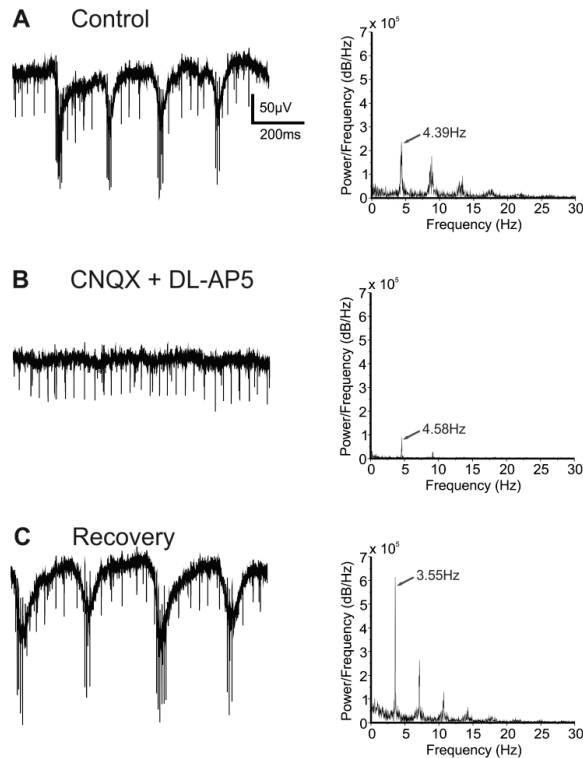 A Control
50µV
200ms
7 x 10⁵
6
5
4
3
2
1
0
Power/Frequency (dB/Hz)
4.39Hz
0 5 10 15 20 25 30
Frequency (Hz)
B CNQX + DL-AP5
7 x 10⁵
6
5
4
3
2
1
0
Power/Frequency (dB/Hz)
4.58Hz
0 5 10 15 20 25 30
Frequency (Hz)
C Recovery
7 x 10⁵
6
5
4
3
2
1
0
Power/Frequency (dB/Hz)
3.55Hz
0 5 10 15 20 25 30
Frequency (Hz)